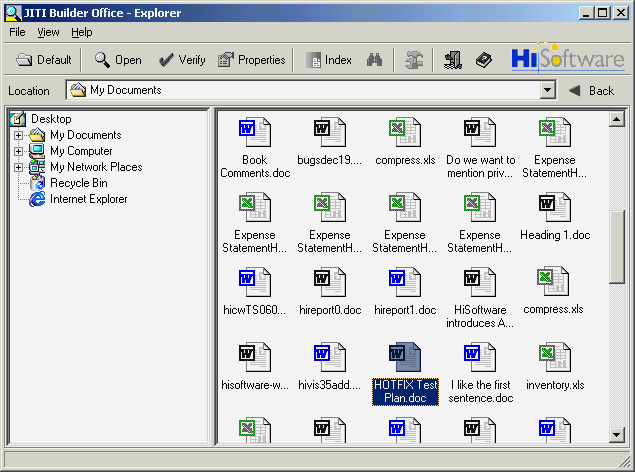 JITI Builder Office - Explorer
File View Help
Default Open Verify Properties Index HiSoftware
Location My Documents Back
Desktop
My Documents
My Computer
My Network Places
Recycle Bin
Internet Explorer
Book Comments.doc
bugsdec19....
compress.xls
Do we want to mention priv...
Expense StatementH...
Expense StatementH...
Expense StatementH...
Expense StatementH...
Expense StatementH...
Heading 1.doc
hicwTS060...
hireport0.doc
hireport1.doc
HiSoftware introduces A...
compress.xls
hisoftware-w...
hivis35add....
HOTFIX Test Plan.doc
I like the first sentence.doc
inventory.xls